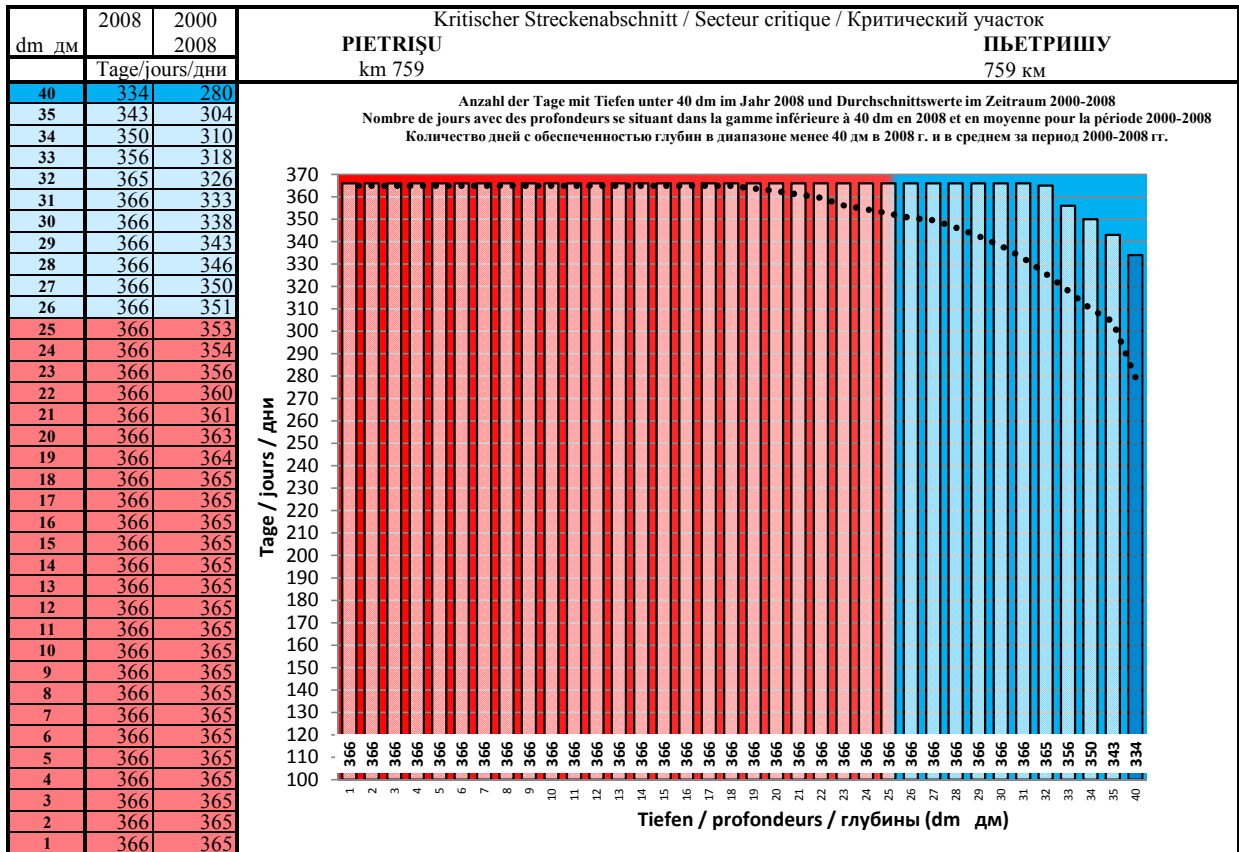 2008 2000 Kritischer Streckenabschnitt / Secteur critique / Критический участок
dm дм 2008 PIETRIŞU ПЬЕТРИШУ
Tage/jours/дни km 759 759 км
40 334 280
35 343 304
34 350 310
33 356 318
32 365 326
31 366 333
30 366 338
29 366 343
28 366 346
27 366 350
26 366 351
25 366 353
24 366 354
23 366 356
22 366 360
21 366 361
20 366 363
19 366 364
18 366 365
17 366 365
16 366 365
15 366 365
14 366 365
13 366 365
12 366 365
11 366 365
10 366 365
9 366 365
8 366 365
7 366 365
6 366 365
5 366 365
4 366 365
3 366 365
2 366 365
1 366 365
Anzahl der Tage mit Tiefen unter 40 dm im Jahr 2008 und Durchschnittswerte im Zeitraum 2000-2008
Nombre de jours avec des profondeurs se situant dans la gamme inférieure à 40 dm en 2008 et en moyenne pour la période 2000-2008
Количество дней с обеспеченностью глубин в диапазоне менее 40 дм в 2008 г. и в среднем за период 2000-2008 гг.
Tage / jours / дни
370
360
350
340
330
320
310
300
290
280
270
260
250
240
230
220
210
200
190
180
170
160
150
140
130
120
110
100
366 366 366 366 366 366 366 366 366 366 366 366 366 366 366 366 366 366 366 366 366 366 366 366 366 366 366 366 366 366 366 365 356 350 343 334
1 2 3 4 5 6 7 8 9 10 11 12 13 14 15 16 17 18 19 20 21 22 23 24 25 26 27 28 29 30 31 32 33 34 35 40
Tiefen / profondeurs / глубины (dm дм)